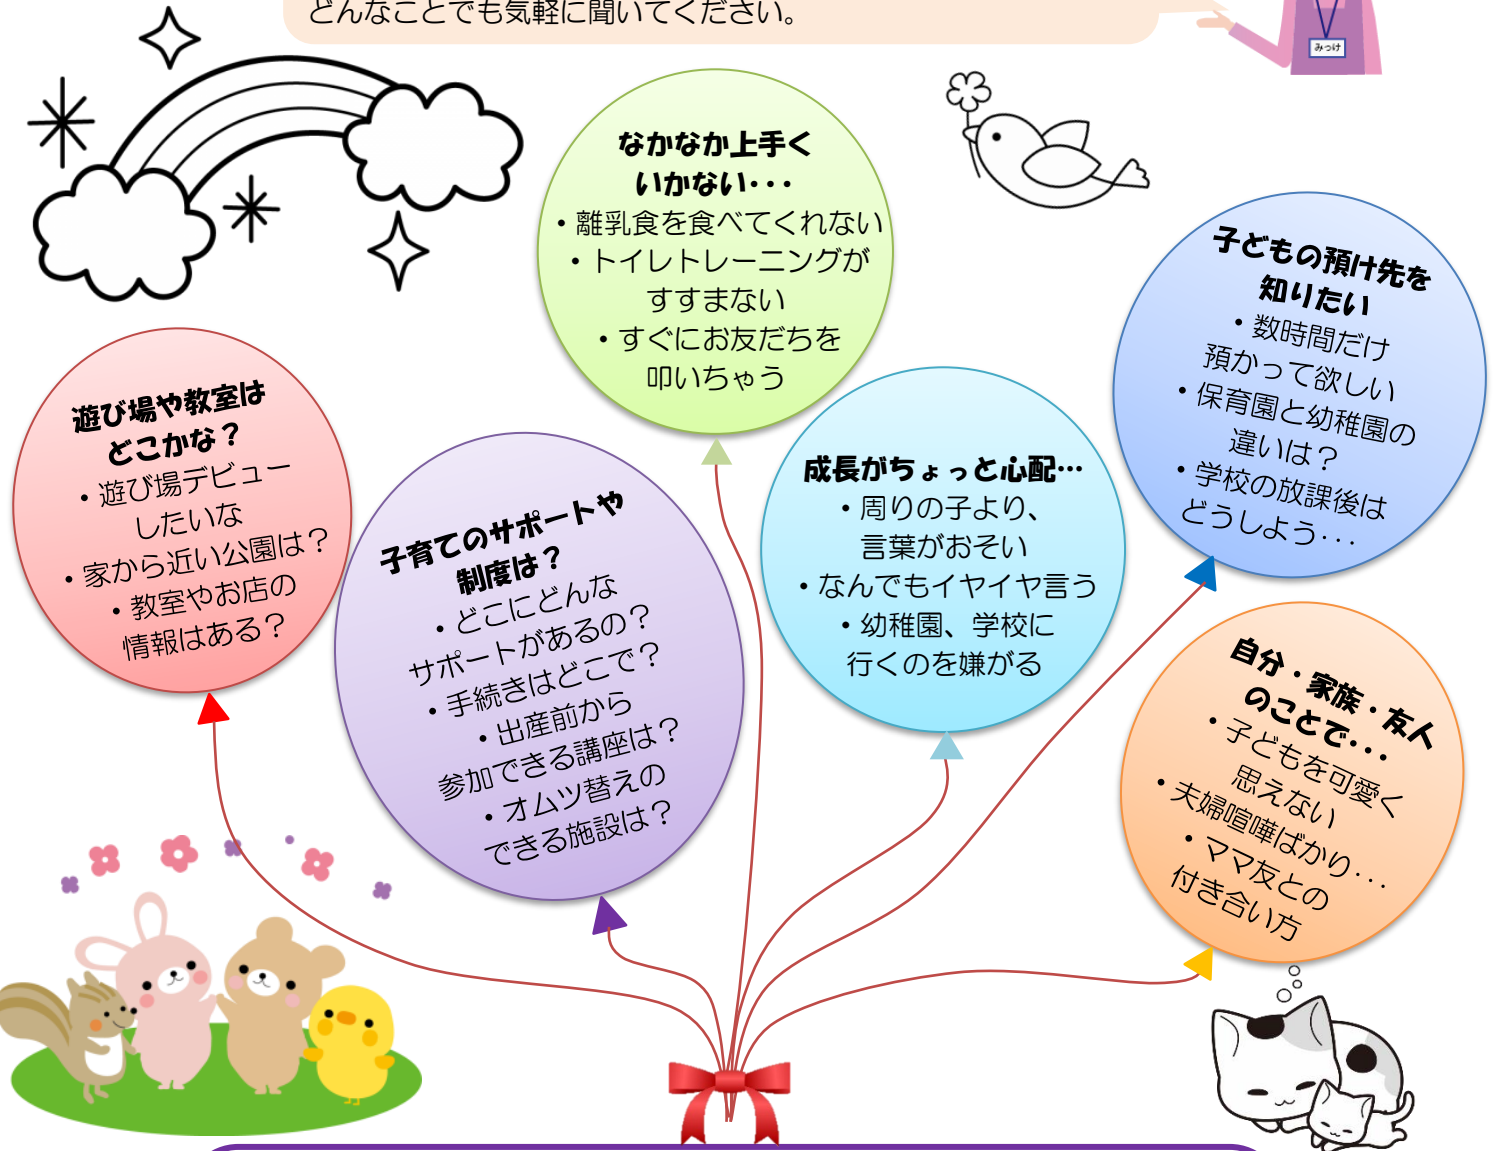 どんなことでも気軽に聞いてください。
みっけ
なかなか上手く
いかない・・・
・離乳食を食べてくれない
・トイレトレーニングが
すすまない
・すぐにお友だちを
叩いちゃう
子どもの預け先を
知りたい
・数時間だけ
預かって欲しい
・保育園と幼稚園の
違いは？
・学校の放課後は
どうしよう・・・
遊び場や教室は
どこかな？
・遊び場デビュー
したいな
・家から近い公園は？
・教室やお店の
情報はある？
子育てのサポートや
制度は？
・どこにどんな
サポートがあるの？
・手続きはどこで？
・出産前から
参加できる講座は？
・オムツ替えの
できる施設は？
成長がちょっと心配…
・周りの子より、
言葉がおそい
・なんでもイヤイヤ言う
・幼稚園、学校に
行くのを嫌がる
自分・家族・友人
のことで・・・
・子どもを可愛く
思えない
・夫婦喧嘩ばかり・・・
・ママ友との
付き合い方